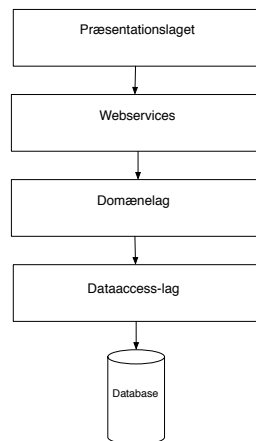 Præsentationslaget
Webservices
Domænelag
Dataaccess-lag
Database